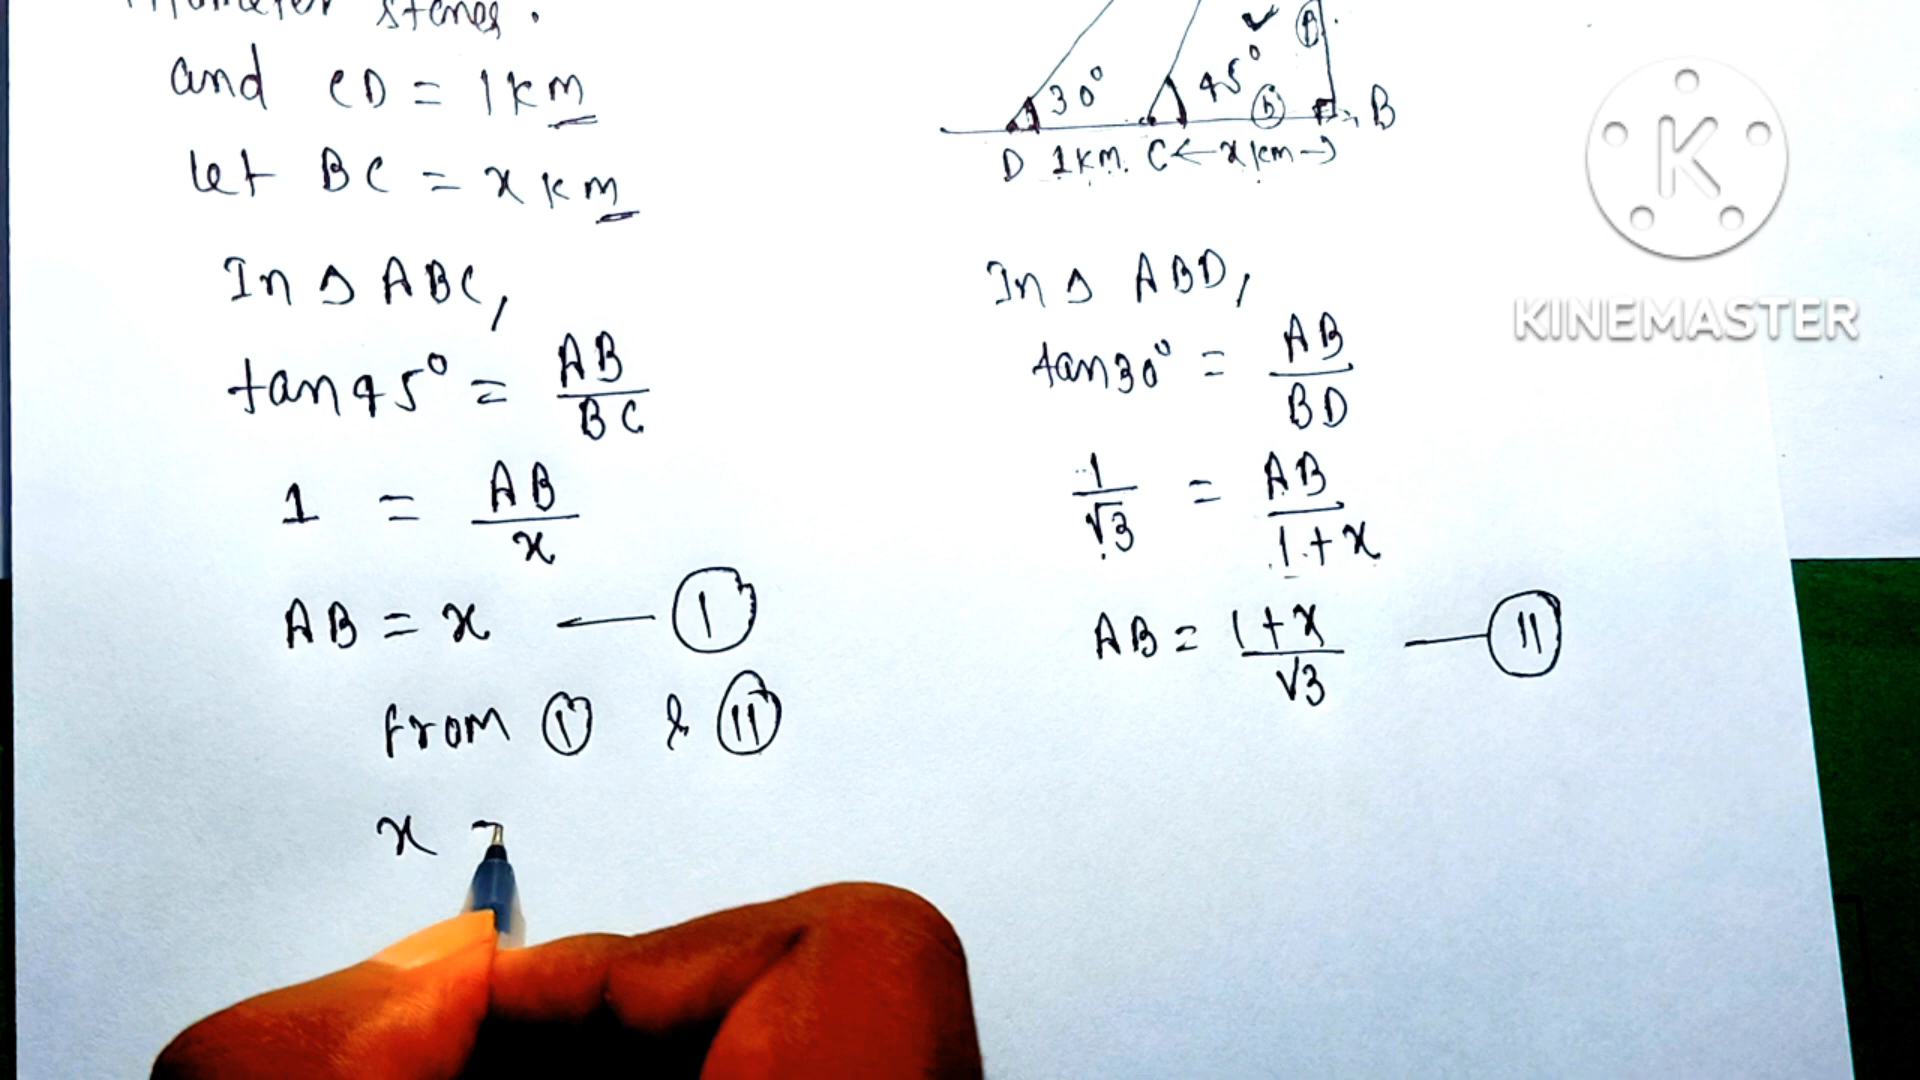 stones.
and CD = 1km
30° 45° b B
let BC = x km
D 1km. C ← x km →
In Δ ABC,
tan45° = AB/BC
1 = AB/x
AB = x — I
In Δ ABD,
tan30° = AB/BD
1/√3 = AB/1+x
AB = 1+x/√3 — II
from I & II
x =
K
KINEMASTER